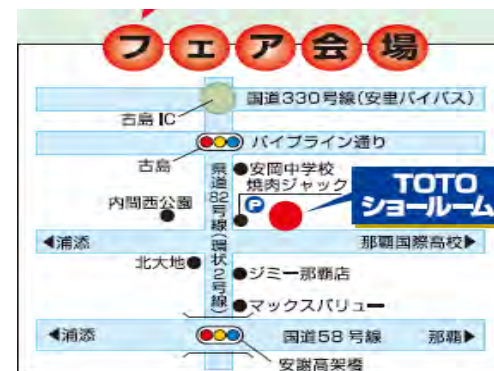 フェア会場
国道330号線(安里バイパス)
古島IC
パイプライン通り
古島
県道82号線(環状2号線)
安岡中学校
焼肉ジャック
P
TOTO
ショールーム
内間西公園
◀浦添
那覇国際高校▶
北大地
ジミー那覇店
マックスバリュー
◀浦添
国道58号線
那覇▶
安謝高架橋